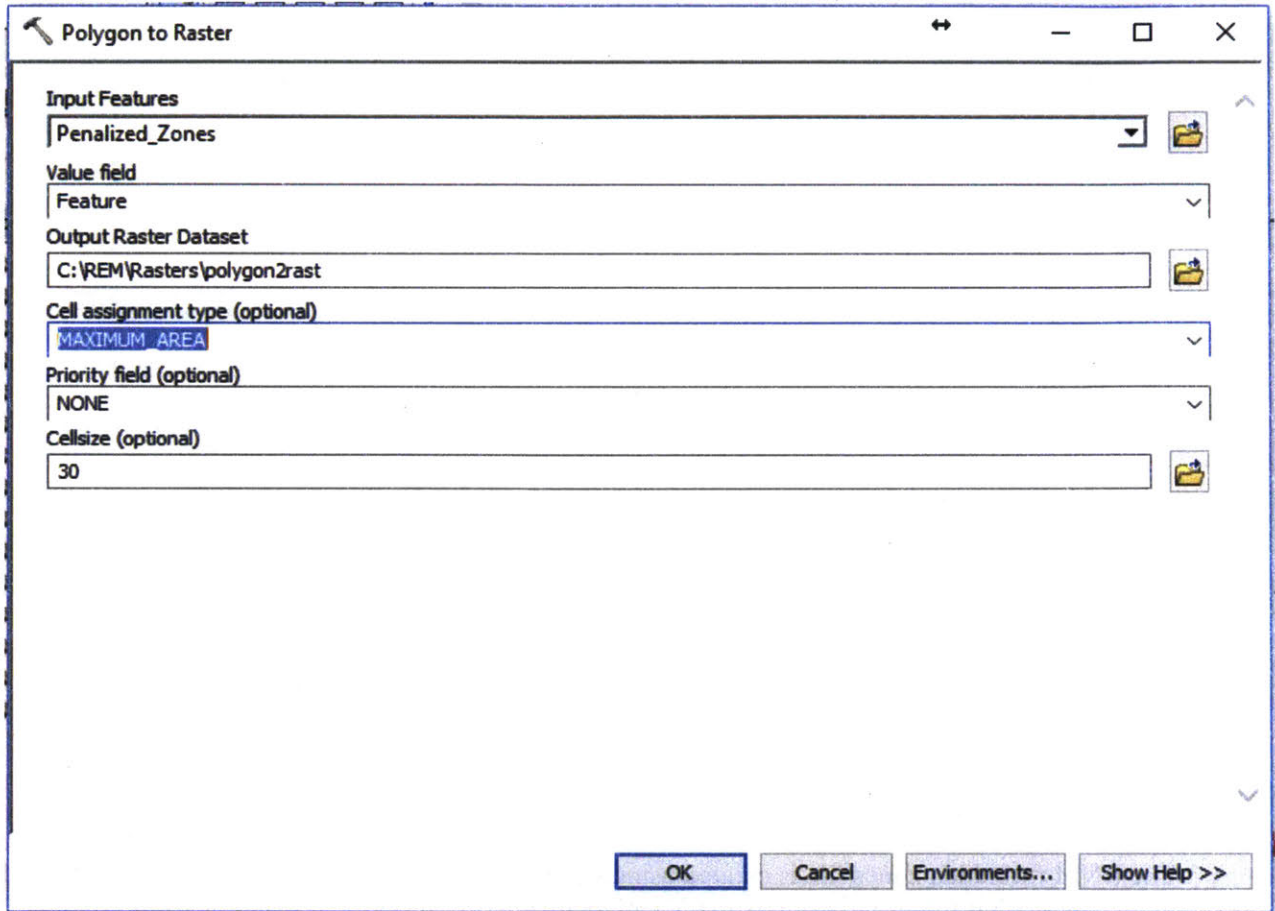 Polygon to Raster
Input Features
Penalized_Zones
Value field
Feature
Output Raster Dataset
C:\REM\Rasters\polygon2rast
Cell assignment type (optional)
MAXIMUM_AREA
Priority field (optional)
NONE
Cellsize (optional)
30
OK Cancel Environments... Show Help >>